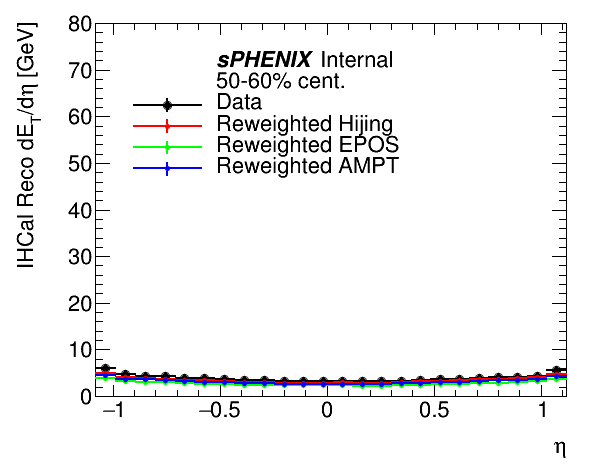 80
70
60
50
40
30
20
10
0
IHCal Reco dE_T/dη [GeV]
sPHENIX Internal
50-60% cent.
Data
Reweighted Hijing
Reweighted EPOS
Reweighted AMPT
−1 −0.5 0 0.5 1
η